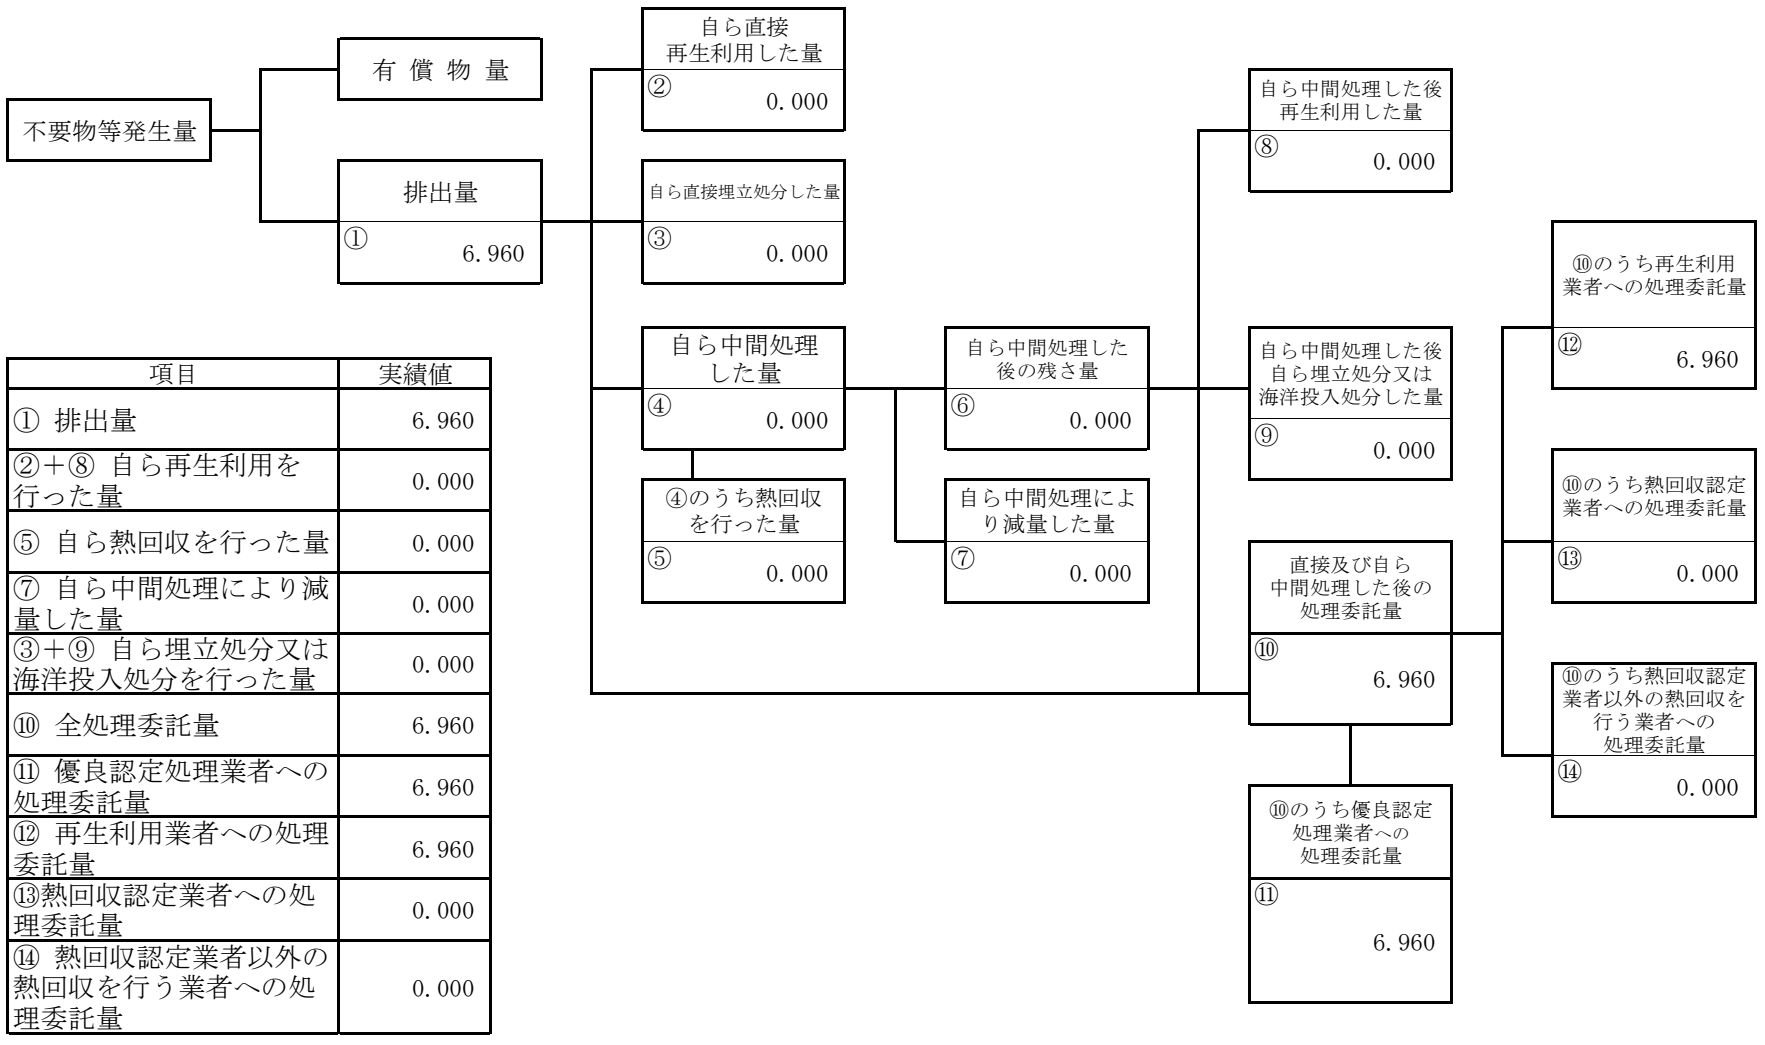 不要物等発生量
有 償 物 量
排出量
①
6.960
自ら直接
再生利用した量
②
0.000
自ら直接埋立処分した量
③
0.000
自ら中間処理
した量
④
0.000
④のうち熱回収
を行った量
⑤
0.000
自ら中間処理した
後の残さ量
⑥
0.000
自ら中間処理によ
り減量した量
⑦
0.000
自ら中間処理した後
再生利用した量
⑧
0.000
自ら中間処理した後
自ら埋立処分又は
海洋投入処分した量
⑨
0.000
直接及び自ら
中間処理した後の
処理委託量
⑩
6.960
⑩のうち優良認定
処理業者への
処理委託量
⑪
6.960
⑩のうち再生利用
業者への処理委託量
⑫
6.960
⑩のうち熱回収認定
業者への処理委託量
⑬
0.000
⑩のうち熱回収認定
業者以外の熱回収を
行う業者への
処理委託量
⑭
0.000
項目 実績値
① 排出量 6.960
②＋⑧ 自ら再生利用を
行った量 0.000
⑤ 自ら熱回収を行った量 0.000
⑦ 自ら中間処理により減
量した量 0.000
③＋⑨ 自ら埋立処分又は
海洋投入処分を行った量 0.000
⑩ 全処理委託量 6.960
⑪ 優良認定処理業者への
処理委託量 6.960
⑫ 再生利用業者への処理
委託量 6.960
⑬熱回収認定業者への処
理委託量 0.000
⑭ 熱回収認定業者以外の
熱回収を行う業者への処
理委託量 0.000